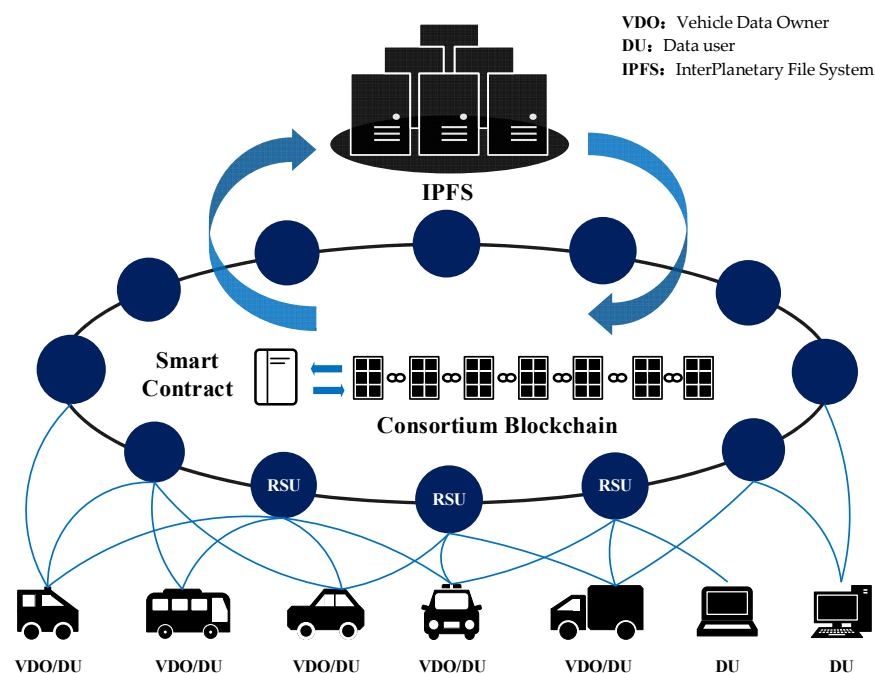 VDO：Vehicle Data Owner
DU：Data user
IPFS：InterPlanetary File System
IPFS
Smart
Contract
Consortium Blockchain
RSU
RSU
RSU
VDO/DU
VDO/DU
VDO/DU
VDO/DU
VDO/DU
DU
DU